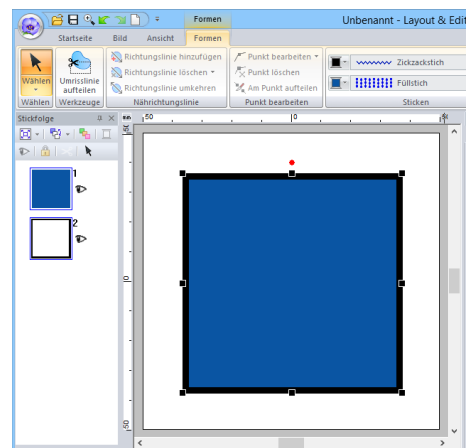 Formen
Unbenannt - Layout & Edit
Startseite Bild Ansicht Formen
Wählen
Umrisslinie aufteilen
Richtungslinie hinzufügen
Richtungslinie löschen
Richtungslinie umkehren
Punkt bearbeiten
Punkt löschen
Am Punkt aufteilen
Zickzackstich
Füllstich
Wählen Werkzeuge Nährichtungslinie Punkt bearbeiten Sticken
Stickfolge
mm 50 0 50
50
1
2
0
50